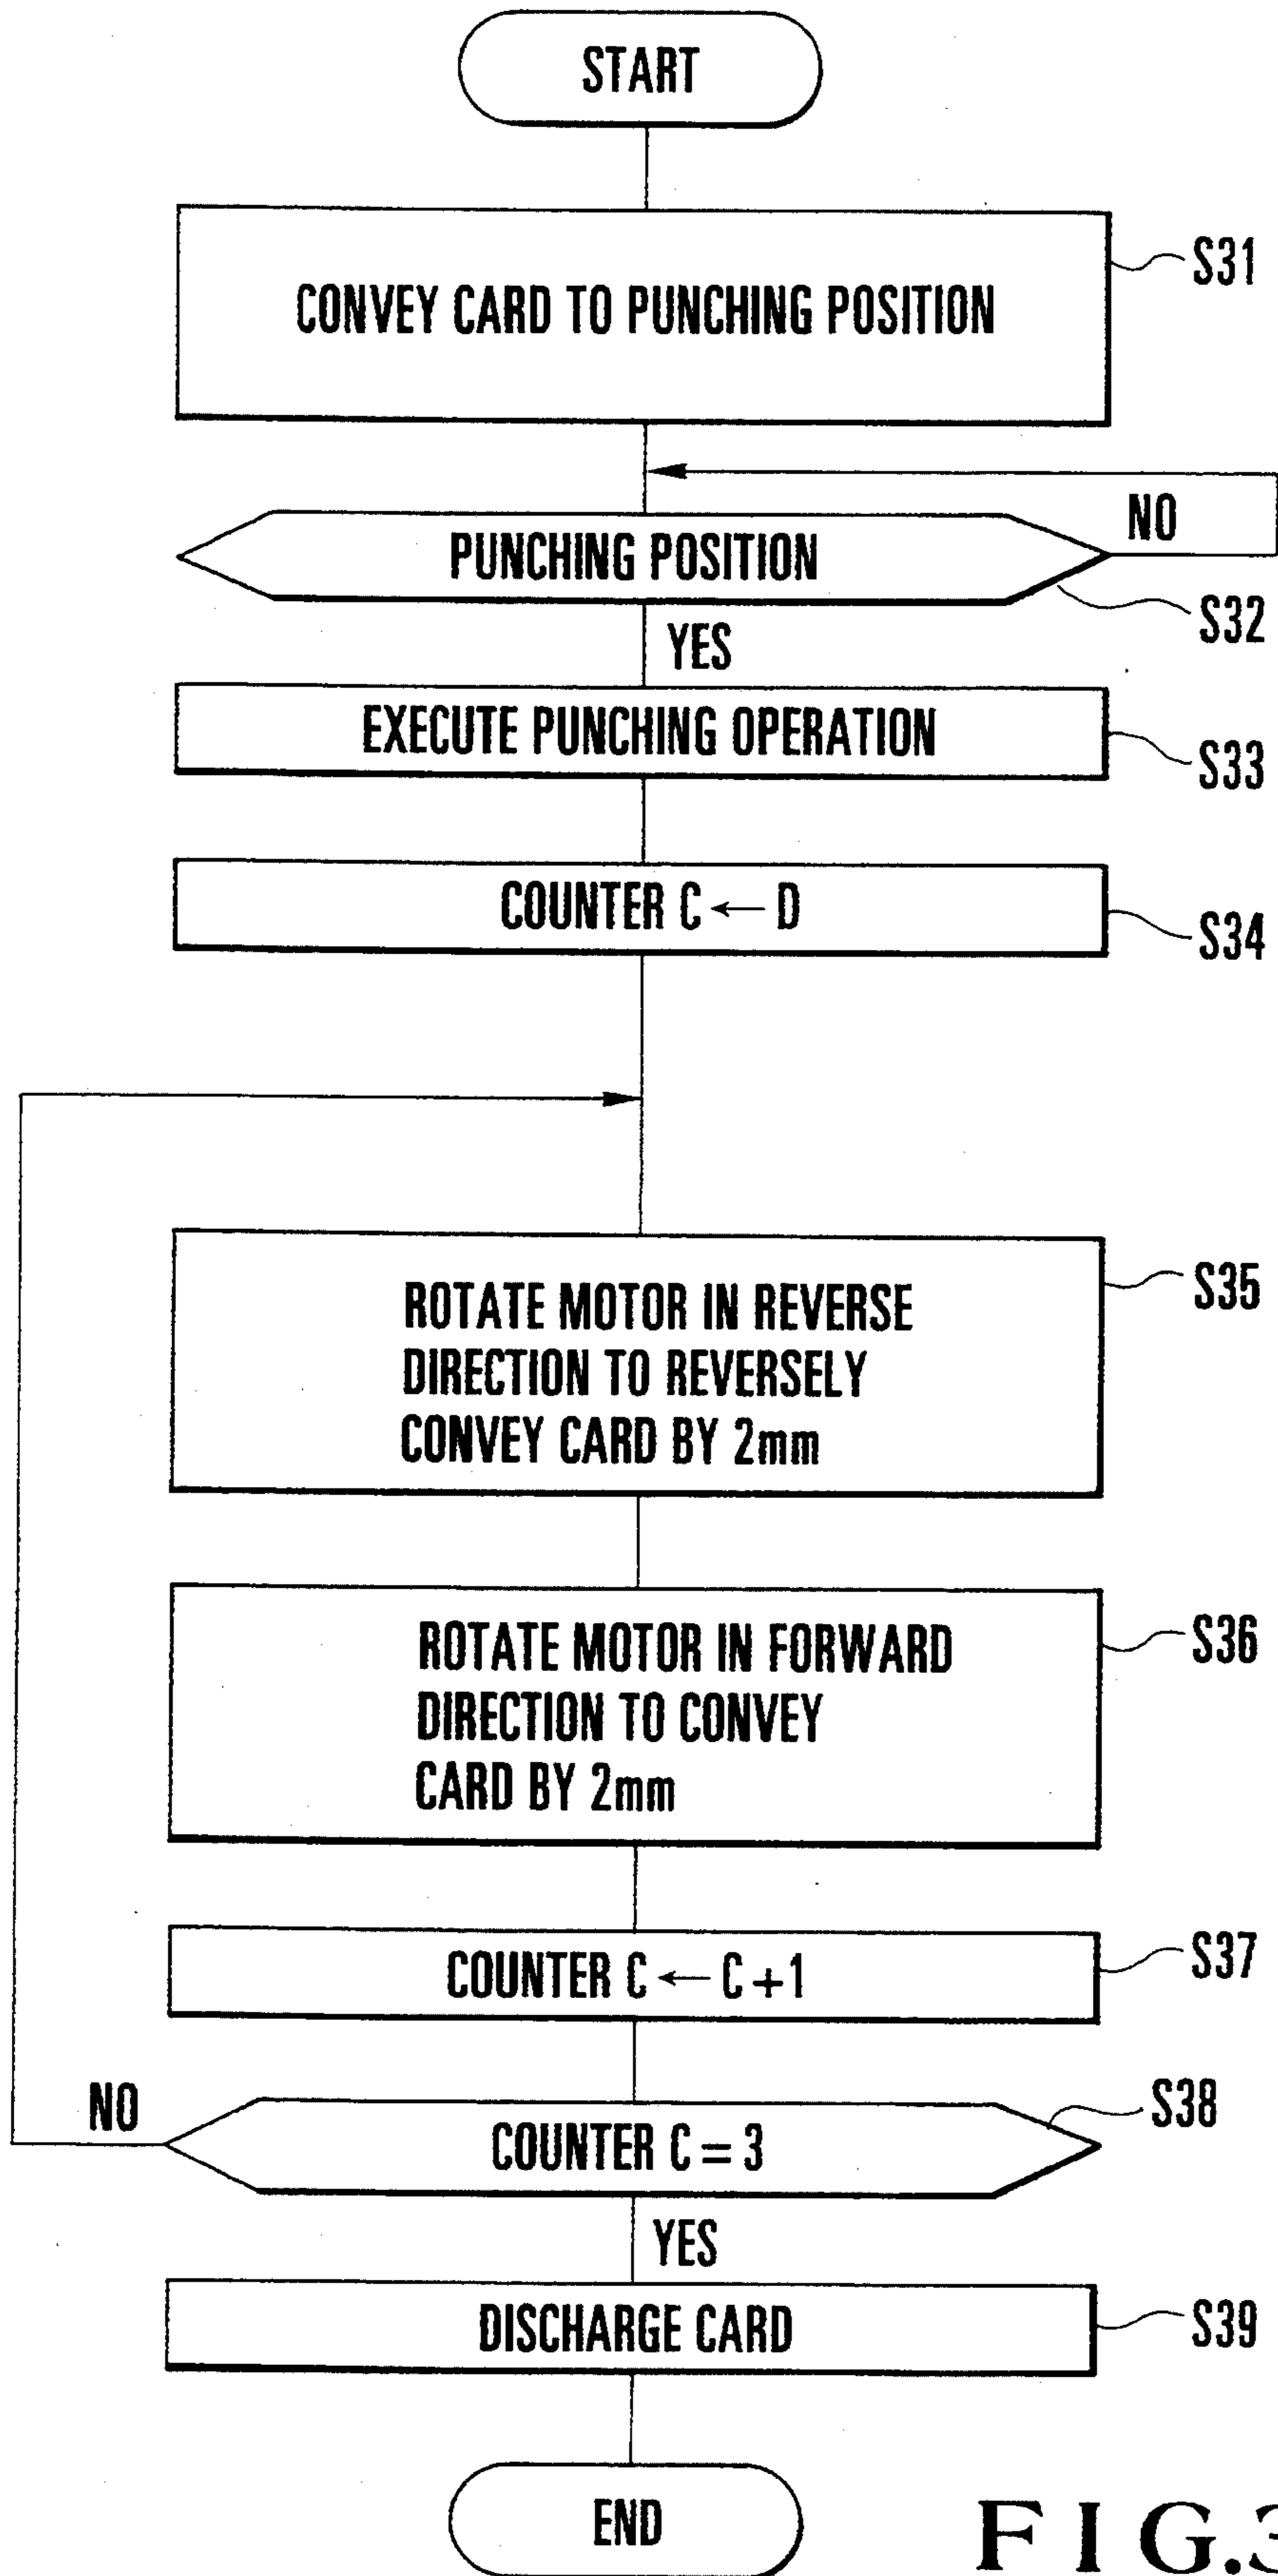 START
CONVEY CARD TO PUNCHING POSITION
S31
NO
PUNCHING POSITION
S32
YES
EXECUTE PUNCHING OPERATION
S33
COUNTER C ← D
S34
ROTATE MOTOR IN REVERSE
DIRECTION TO REVERSELY
CONVEY CARD BY 2mm
S35
ROTATE MOTOR IN FORWARD
DIRECTION TO CONVEY
CARD BY 2mm
S36
COUNTER C ← C + 1
S37
NO
COUNTER C = 3
S38
YES
DISCHARGE CARD
S39
END
FIG.3